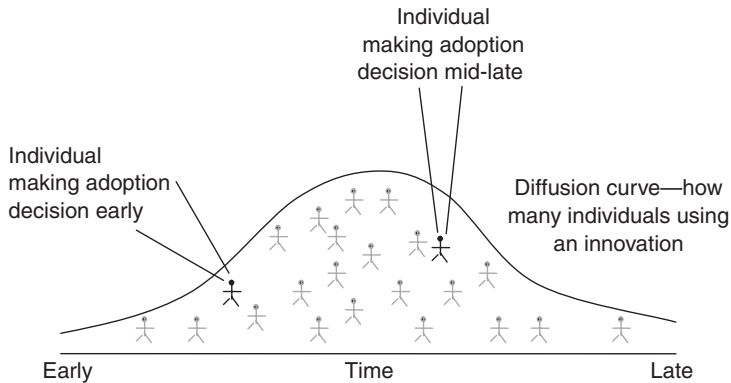 Individual
making adoption
decision mid-late
Individual
making adoption
decision early
Diffusion curve—how
many individuals using
an innovation
Early
Time
Late